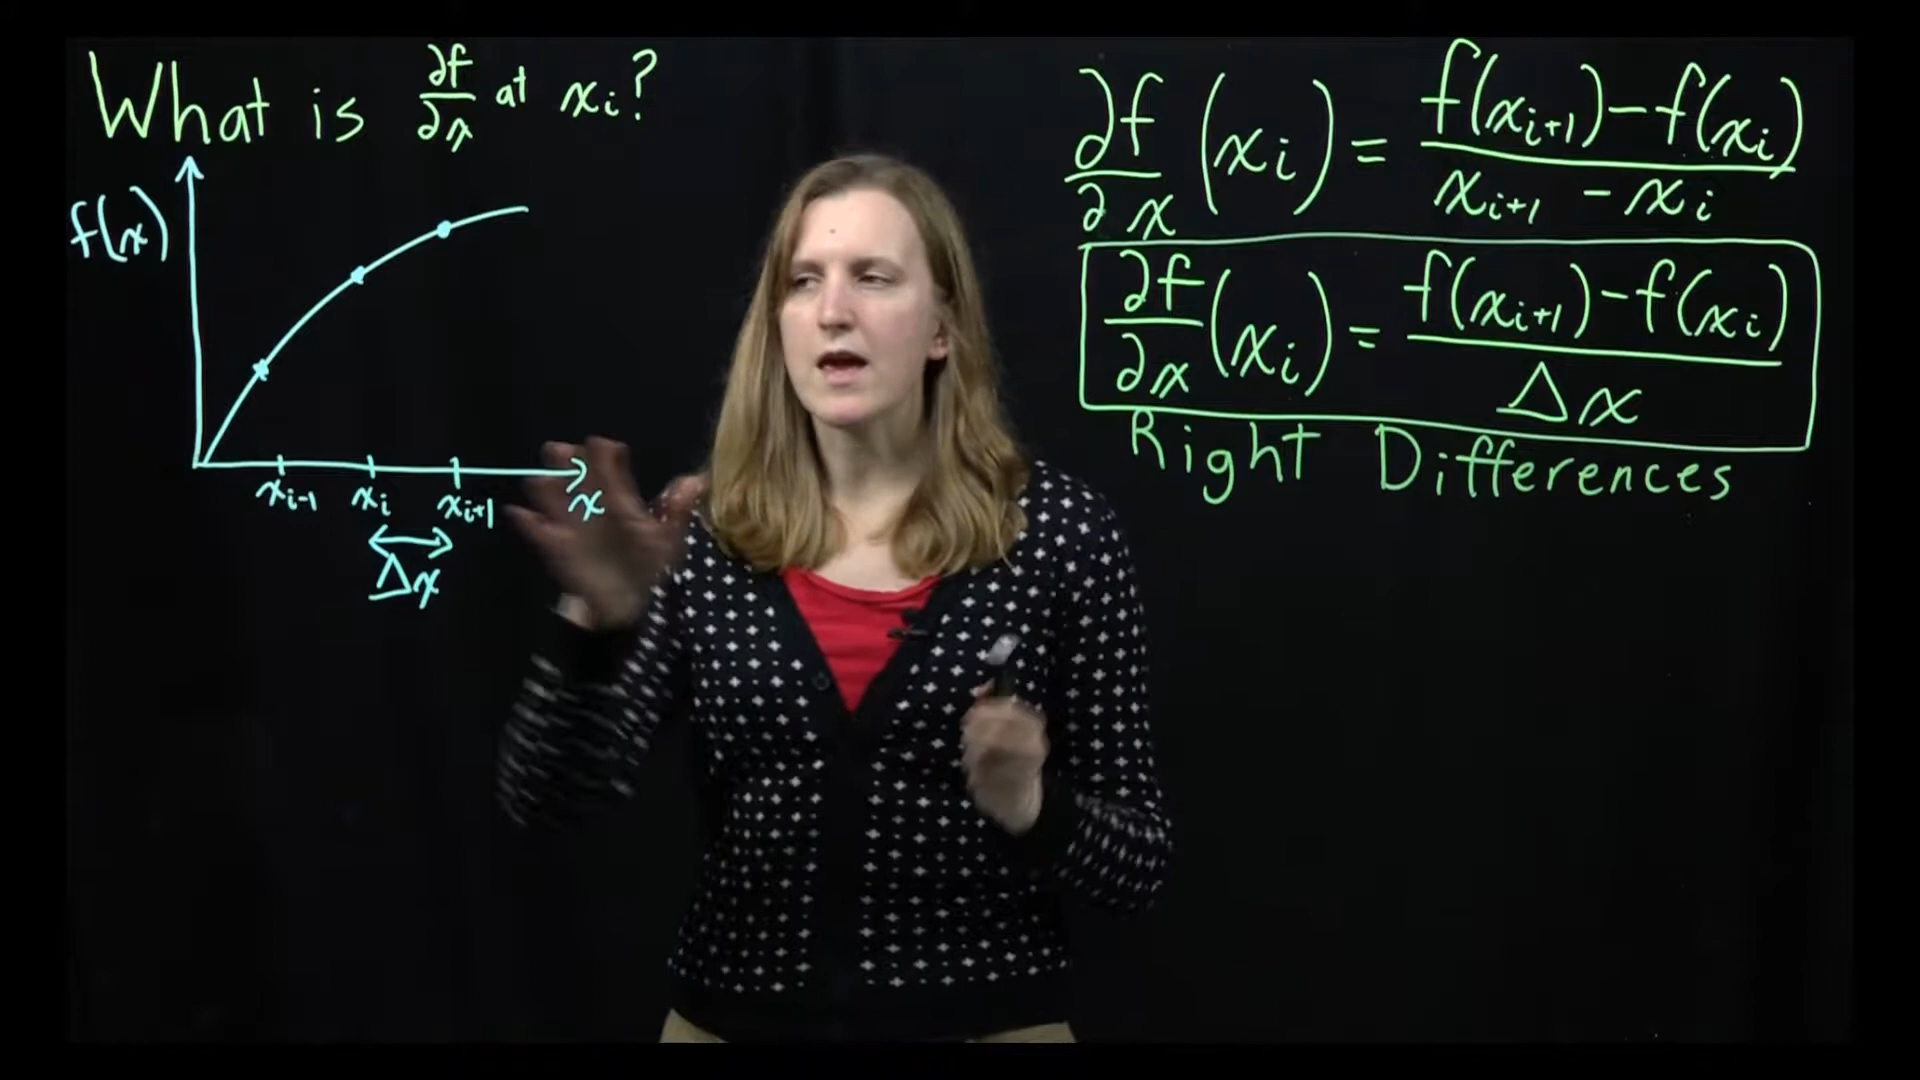 What is ∂f/∂x at xᵢ?
f(x)
xᵢ₋₁ xᵢ xᵢ₊₁ x
Δx
∂f/∂x (xᵢ) = f(xᵢ₊₁) − f(xᵢ) / xᵢ₊₁ − xᵢ
∂f/∂x (xᵢ) = f(xᵢ₊₁) − f(xᵢ) / Δx
Right Differences